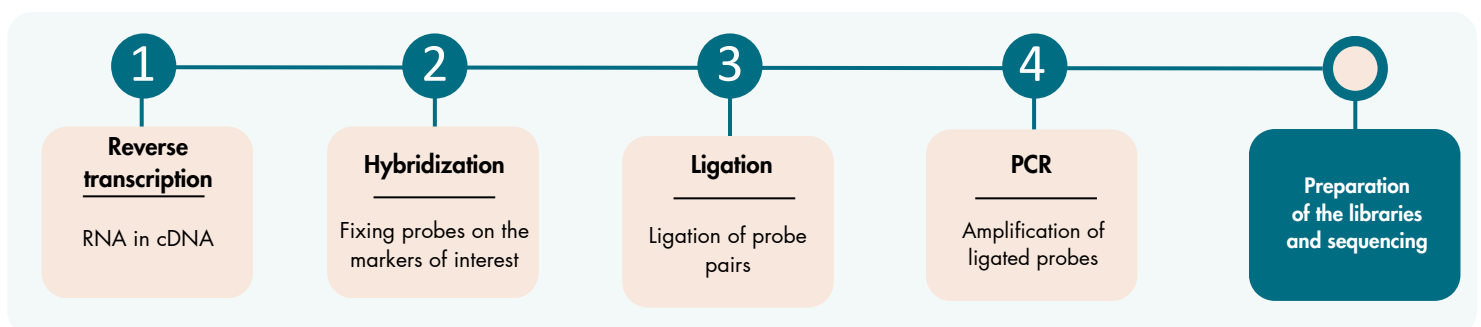 1
2
3
4
Reverse
transcription
RNA in cDNA
Hybridization
Fixing probes on the
markers of interest
Ligation
Ligation of probe
pairs
PCR
Amplification of
ligated probes
Preparation
of the libraries
and sequencing